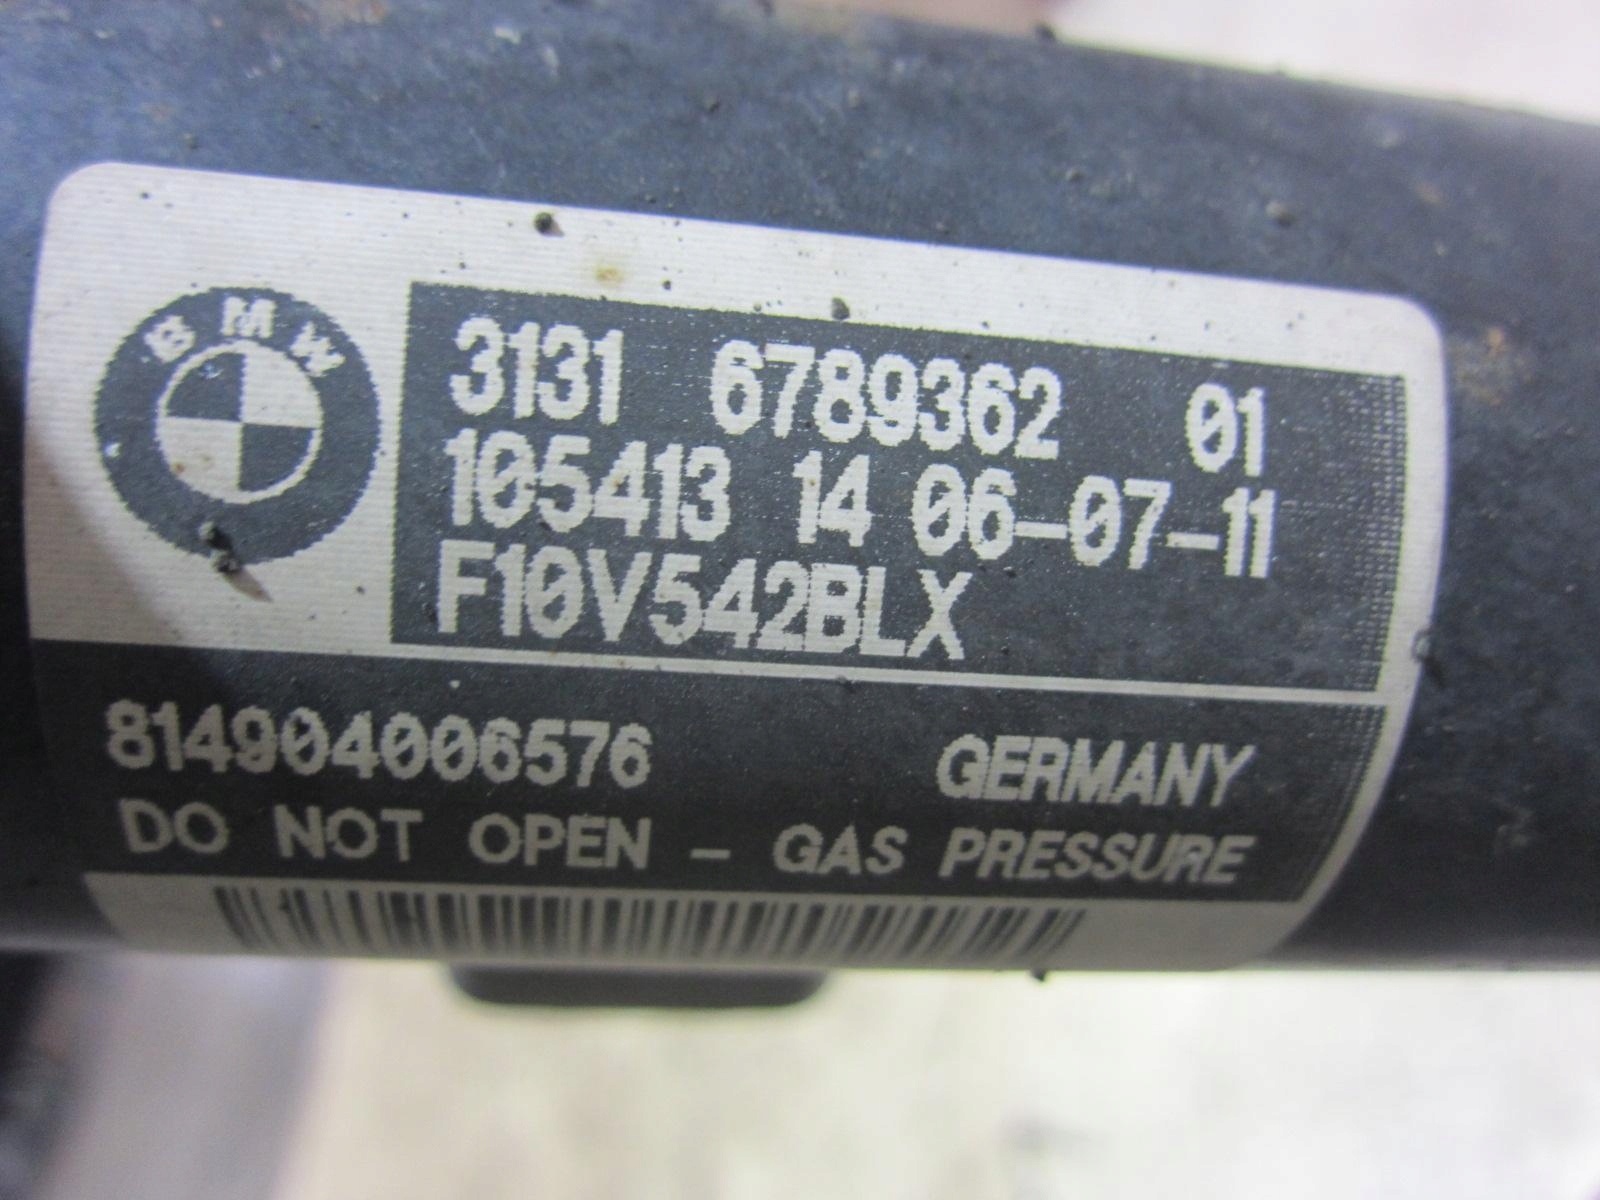 BMW
3131 6789362 01
105413 14 06-07-11
F10V542BLX
814904006576 GERMANY
DO NOT OPEN - GAS PRESSURE